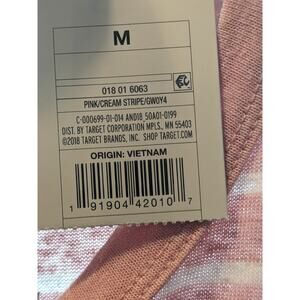 M
018 01 6063
PINK/CREAM STRIPE/GW0Y4
C-000699-01-014 AND18_50A01-0199
DIST. BY TARGET CORPORATION MPLS., MN 55403
©2018 TARGET BRANDS, INC. SHOP TARGET.COM
ORIGIN: VIETNAM
1 91904 42010 7